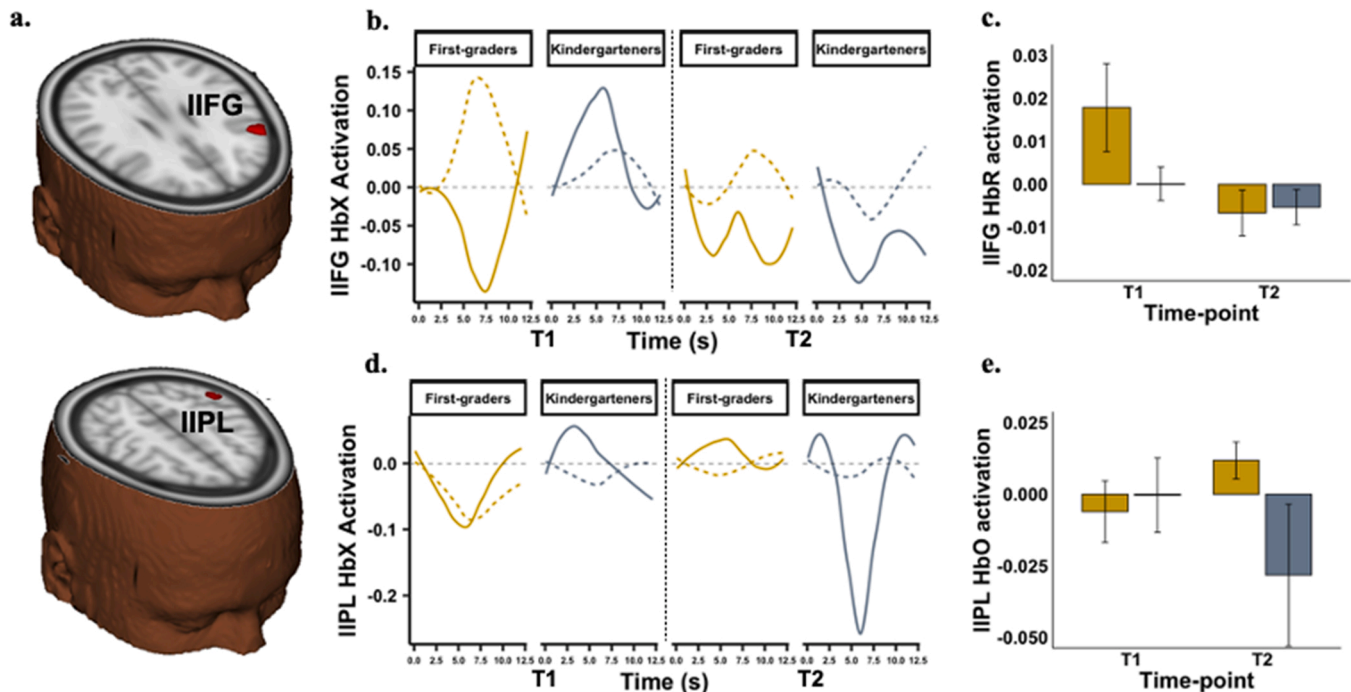 a.
lIFG
lIPL
b.
First-graders
Kindergarteners
First-graders
Kindergarteners
lIFG HbX Activation
0.15
0.10
0.05
0.00
-0.05
-0.10
0.0 2.5 5.0 7.5 10.0 12.5
0.0 2.5 5.0 7.5 10.0 12.5
0.0 2.5 5.0 7.5 10.0 12.5
0.0 2.5 5.0 7.5 10.0 12.5
T1 Time (s) T2
c.
lIFG HbR activation
0.03
0.02
0.01
0.00
-0.01
-0.02
T1 T2
Time-point
d.
First-graders
Kindergarteners
First-graders
Kindergarteners
lIPL HbX Activation
0.0
-0.1
-0.2
0.0 2.5 5.0 7.5 10.0 12.5
0.0 2.5 5.0 7.5 10.0 12.5
0.0 2.5 5.0 7.5 10.0 12.5
0.0 2.5 5.0 7.5 10.0 12.5
T1 Time (s) T2
e.
lIPL HbO activation
0.025
0.000
-0.025
-0.050
T1 T2
Time-point